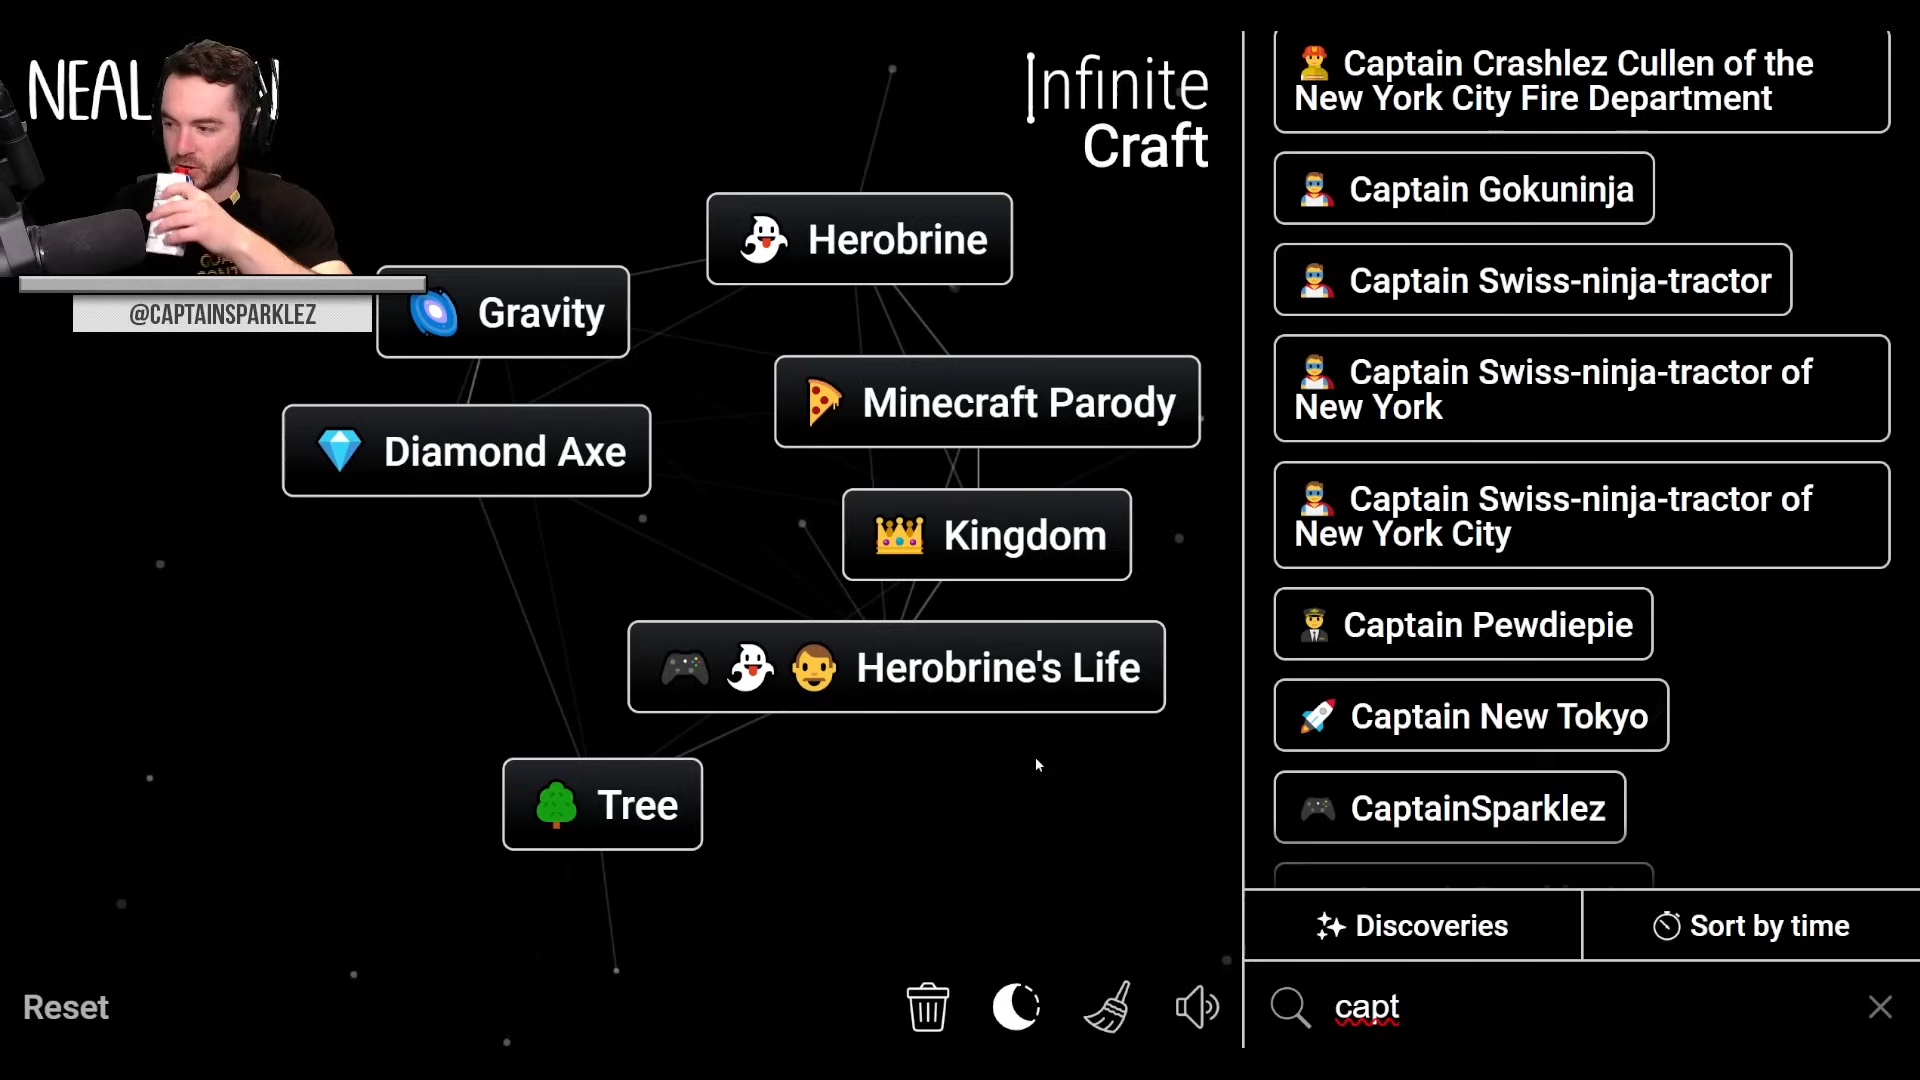 NEAL
Infinite
Craft
@CAPTAINSPARKLEZ
Herobrine
Gravity
Minecraft Parody
Diamond Axe
Kingdom
Herobrine's Life
Tree
Reset
Captain Crashlez Cullen of the
New York City Fire Department
Captain Gokuninja
Captain Swiss-ninja-tractor
Captain Swiss-ninja-tractor of
New York
Captain Swiss-ninja-tractor of
New York City
Captain Pewdiepie
Captain New Tokyo
CaptainSparklez
Discoveries
Sort by time
capt